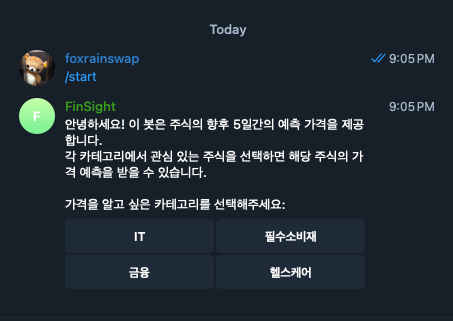 Today
foxrainswap
9:05 PM
/start
F
FinSight
9:05 PM
안녕하세요! 이 봇은 주식의 향후 5일간의 예측 가격을 제공
합니다.
각 카테고리에서 관심 있는 주식을 선택하면 해당 주식의 가
격 예측을 받을 수 있습니다.
가격을 알고 싶은 카테고리를 선택해주세요:
IT
필수소비재
금융
헬스케어